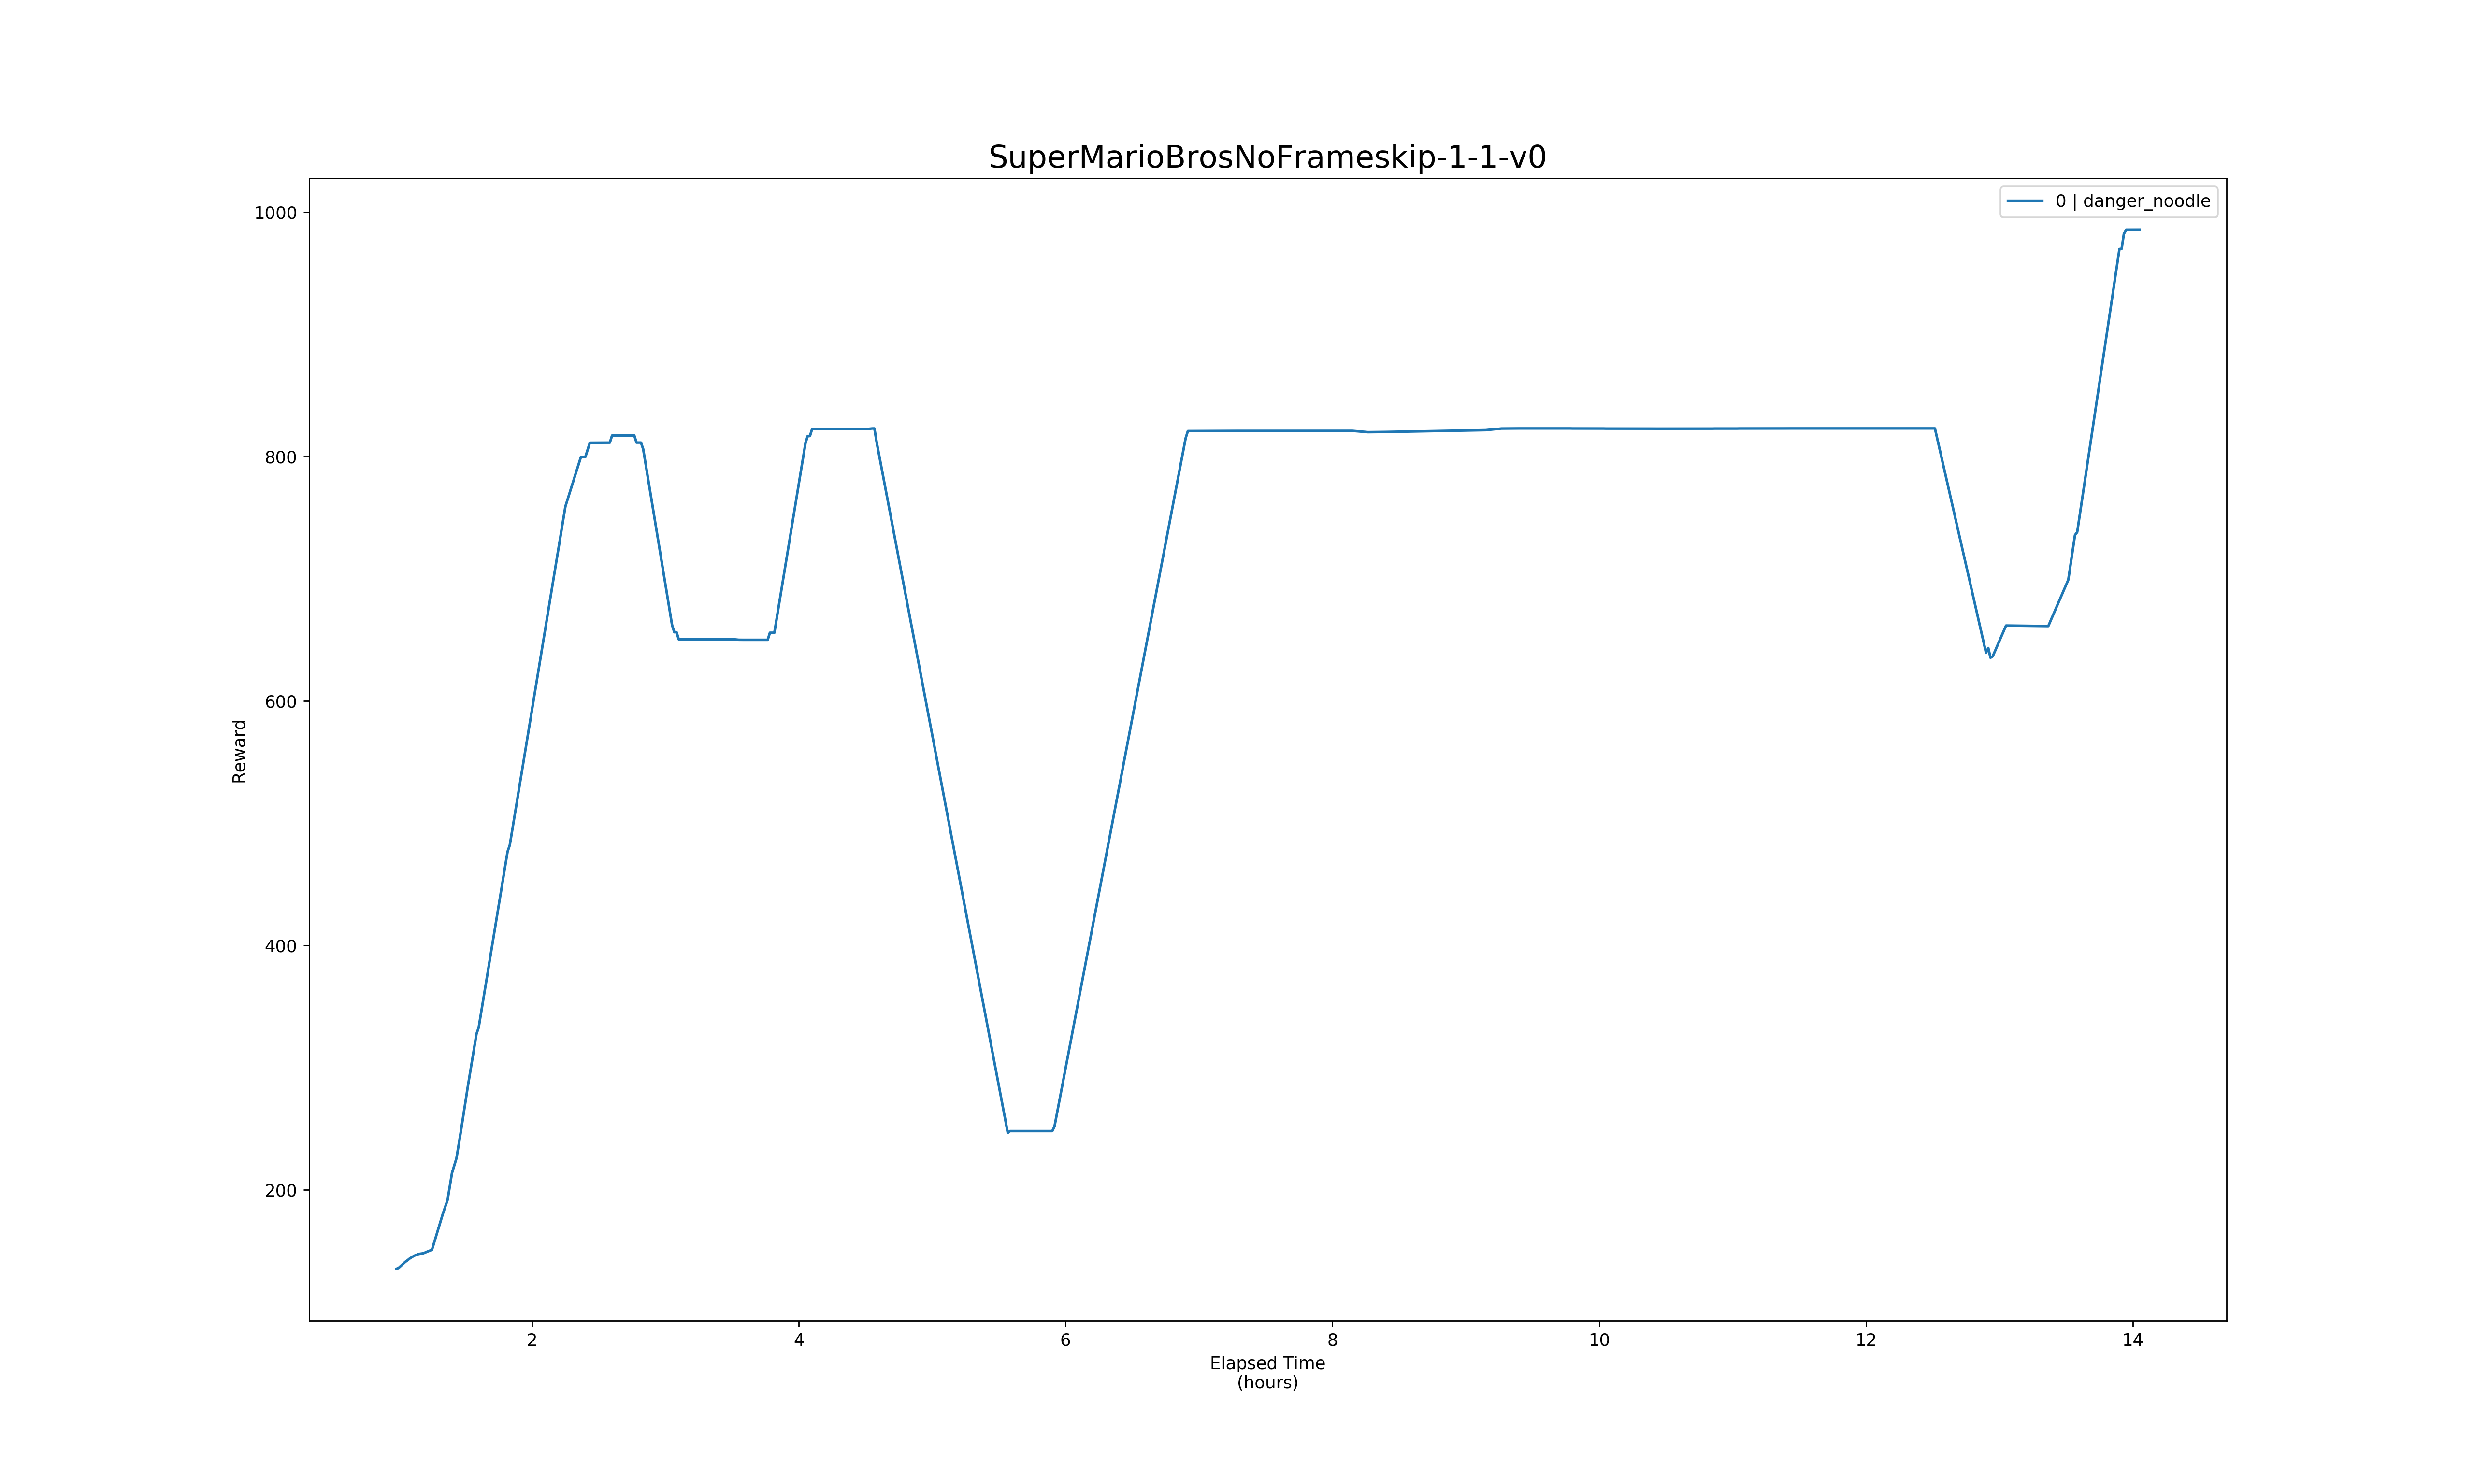 SuperMarioBrosNoFrameskip-1-1-v0
0 | danger_noodle
1000
800
600
400
200
Reward
2 4 6 8 10 12 14
Elapsed Time
(hours)